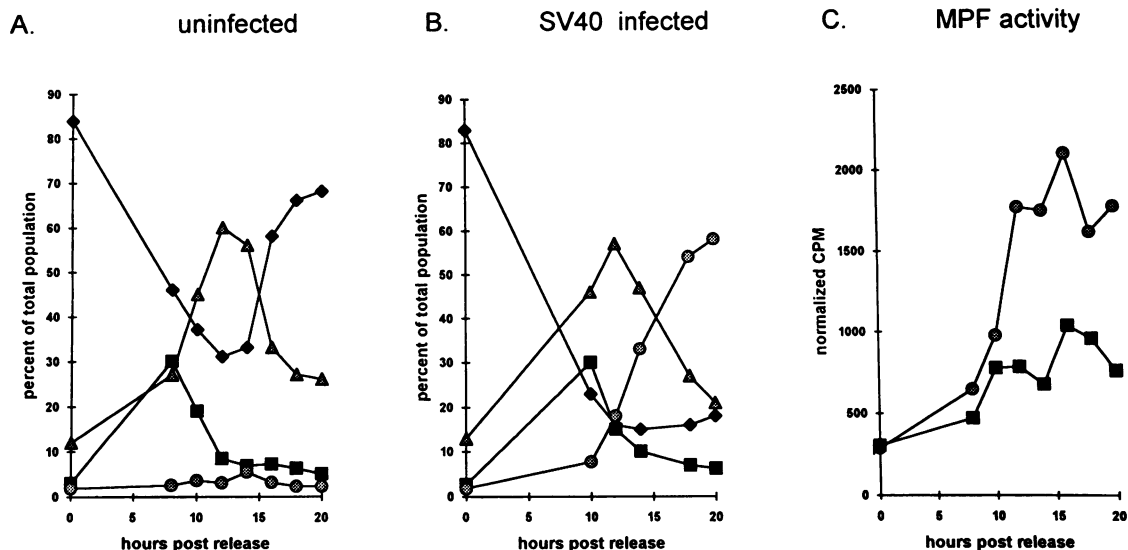 A. uninfected
B. SV40 infected
C. MPF activity
percent of total population
90
80
70
60
50
40
30
20
10
0
0 5 10 15 20
hours post release
percent of total population
90
80
70
60
50
40
30
20
10
0
0 5 10 15 20
hours post release
normalized CPM
2500
2000
1500
1000
500
0
0 5 10 15 20
hours post release